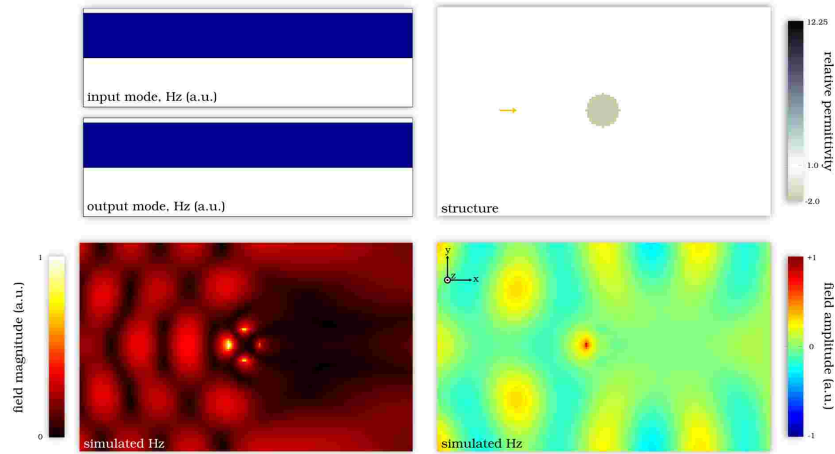 input mode, Hz (a.u.)
output mode, Hz (a.u.)
structure
12.25
1.0
-2.0
relative permittivity
1
0
field magnitude (a.u.)
simulated Hz
y
z
x
simulated Hz
+1
0
-1
field amplitude (a.u.)